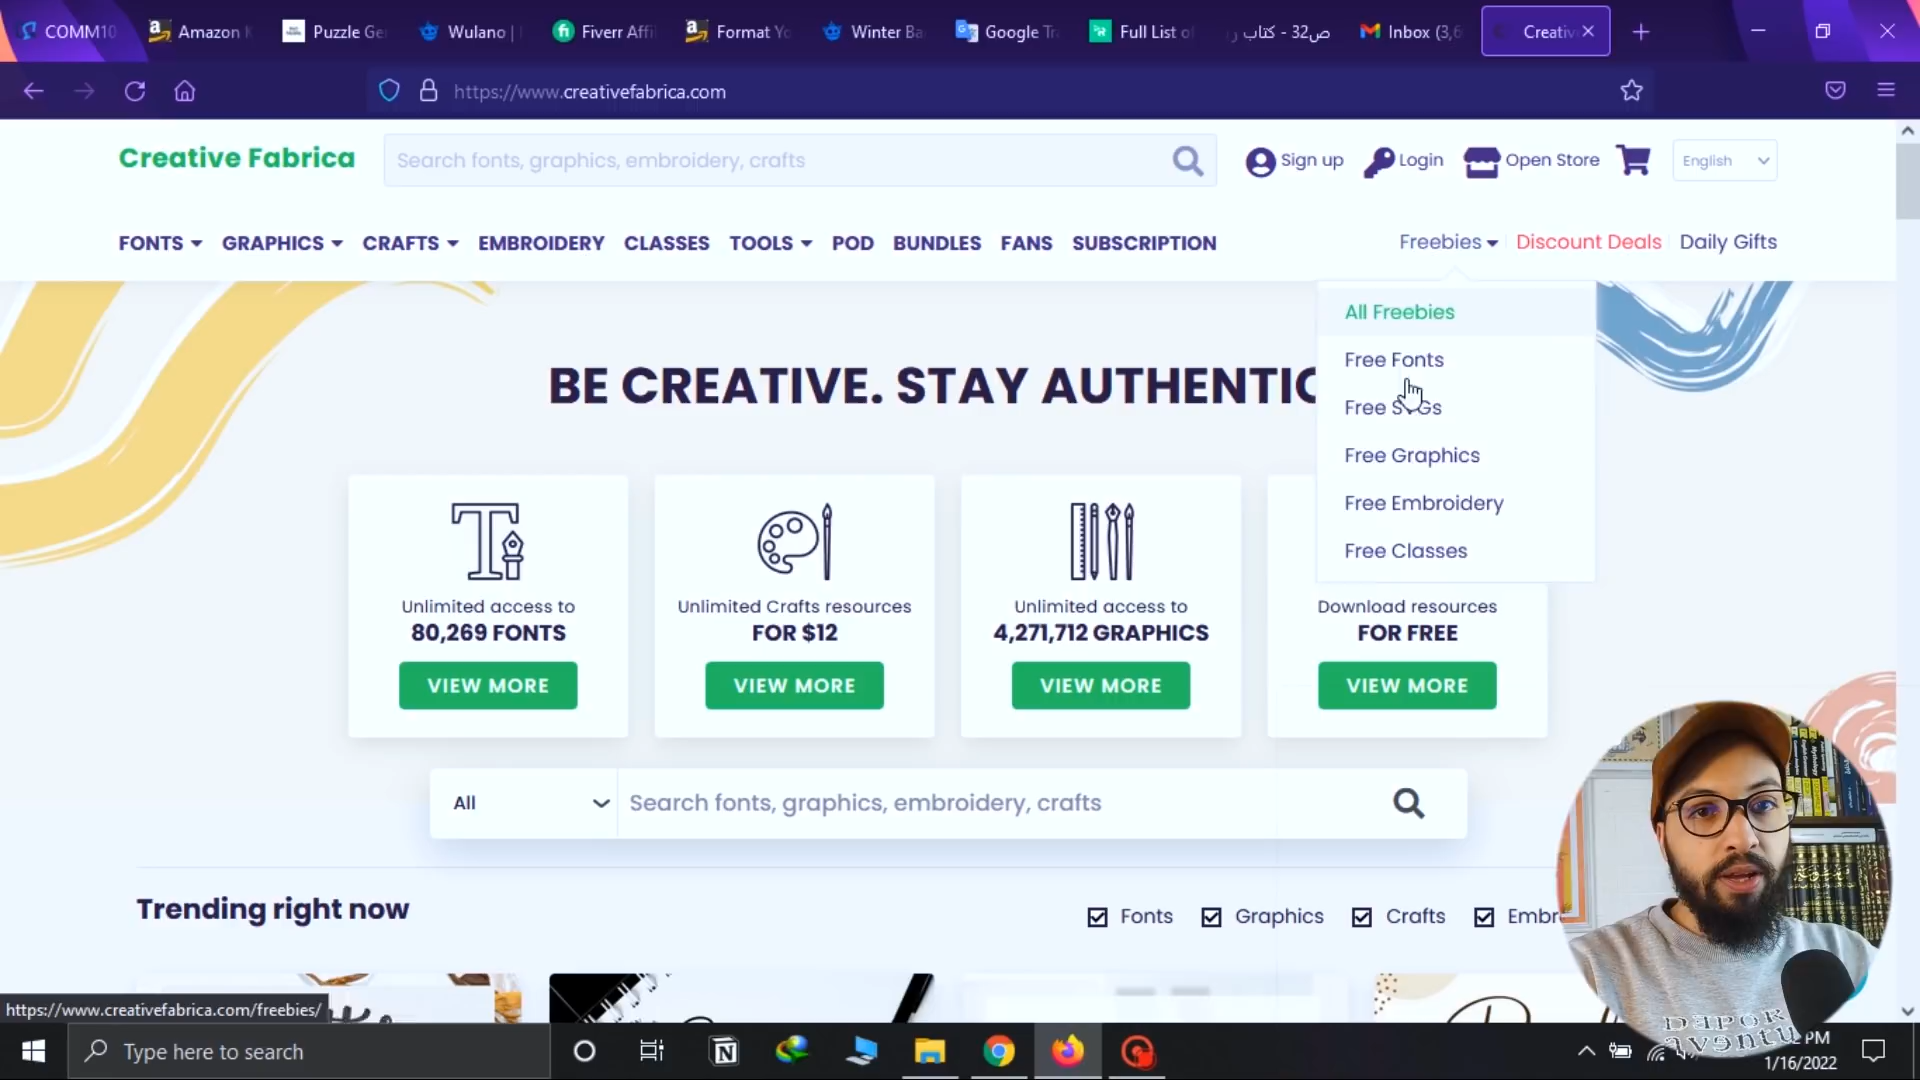 COMM10
Amazon K
Puzzle Ge
Wulano |
Fiverr Affi
Format Yo
Winter Ba
Google Tr
Full List of
ص32 - كتاب ر
Inbox (3,6
Creativ
https://www.creativefabrica.com
Creative Fabrica
Search fonts, graphics, embroidery, crafts
Sign up
Login
Open Store
English
FONTS
GRAPHICS
CRAFTS
EMBROIDERY
CLASSES
TOOLS
POD
BUNDLES
FANS
SUBSCRIPTION
Freebies
Discount Deals
Daily Gifts
All Freebies
Free Fonts
Free SVGs
Free Graphics
Free Embroidery
Free Classes
BE CREATIVE. STAY AUTHENTIC
Unlimited access to
80,269 FONTS
VIEW MORE
Unlimited Crafts resources
FOR $12
VIEW MORE
Unlimited access to
4,271,712 GRAPHICS
VIEW MORE
Download resources
FOR FREE
VIEW MORE
All
Search fonts, graphics, embroidery, crafts
Trending right now
Fonts
Graphics
Crafts
Embr
https://www.creativefabrica.com/freebies/
Type here to search
PM
1/16/2022